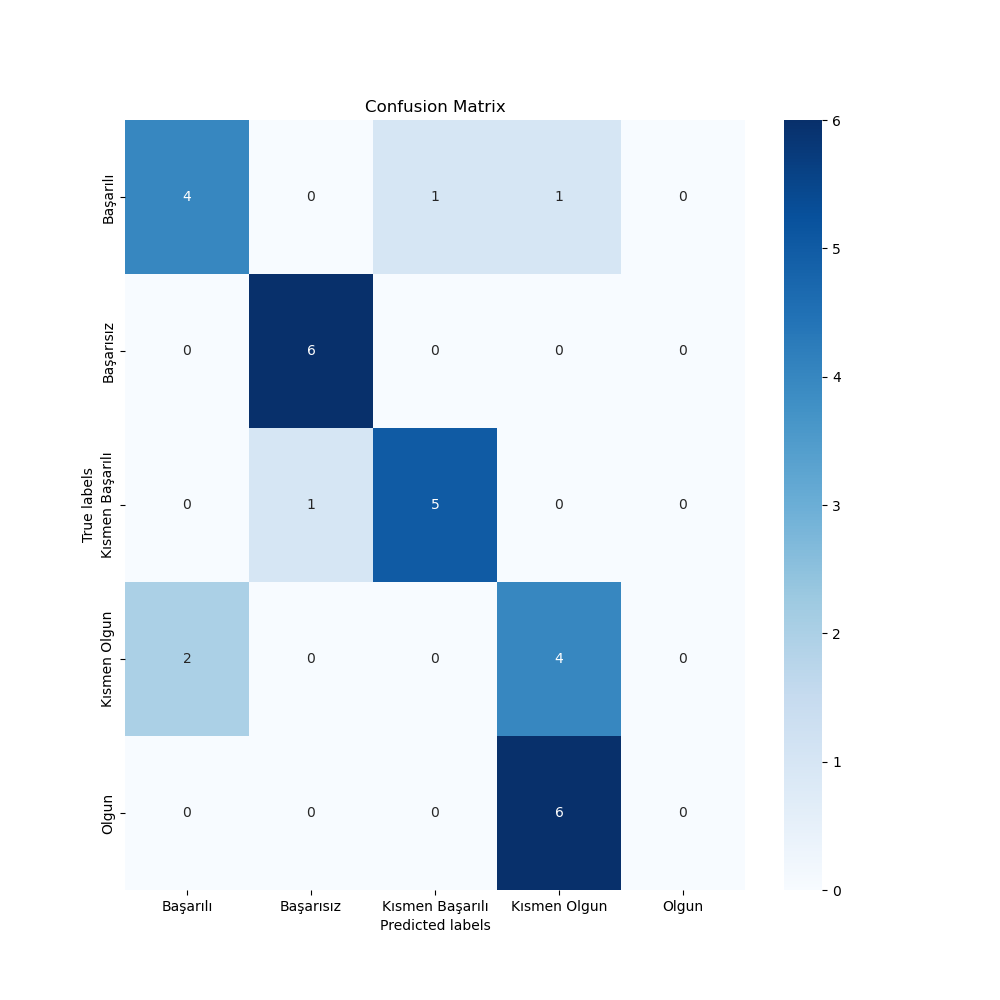 Confusion Matrix
Başarılı
4 0 1 1 0
Başarısız
0 6 0 0 0
True labels
Kısmen Başarılı
0 1 5 0 0
Kısmen Olgun
2 0 0 4 0
Olgun
0 0 0 6 0
Başarılı Başarısız Kısmen Başarılı Kısmen Olgun Olgun
Predicted labels
6
5
4
3
2
1
0